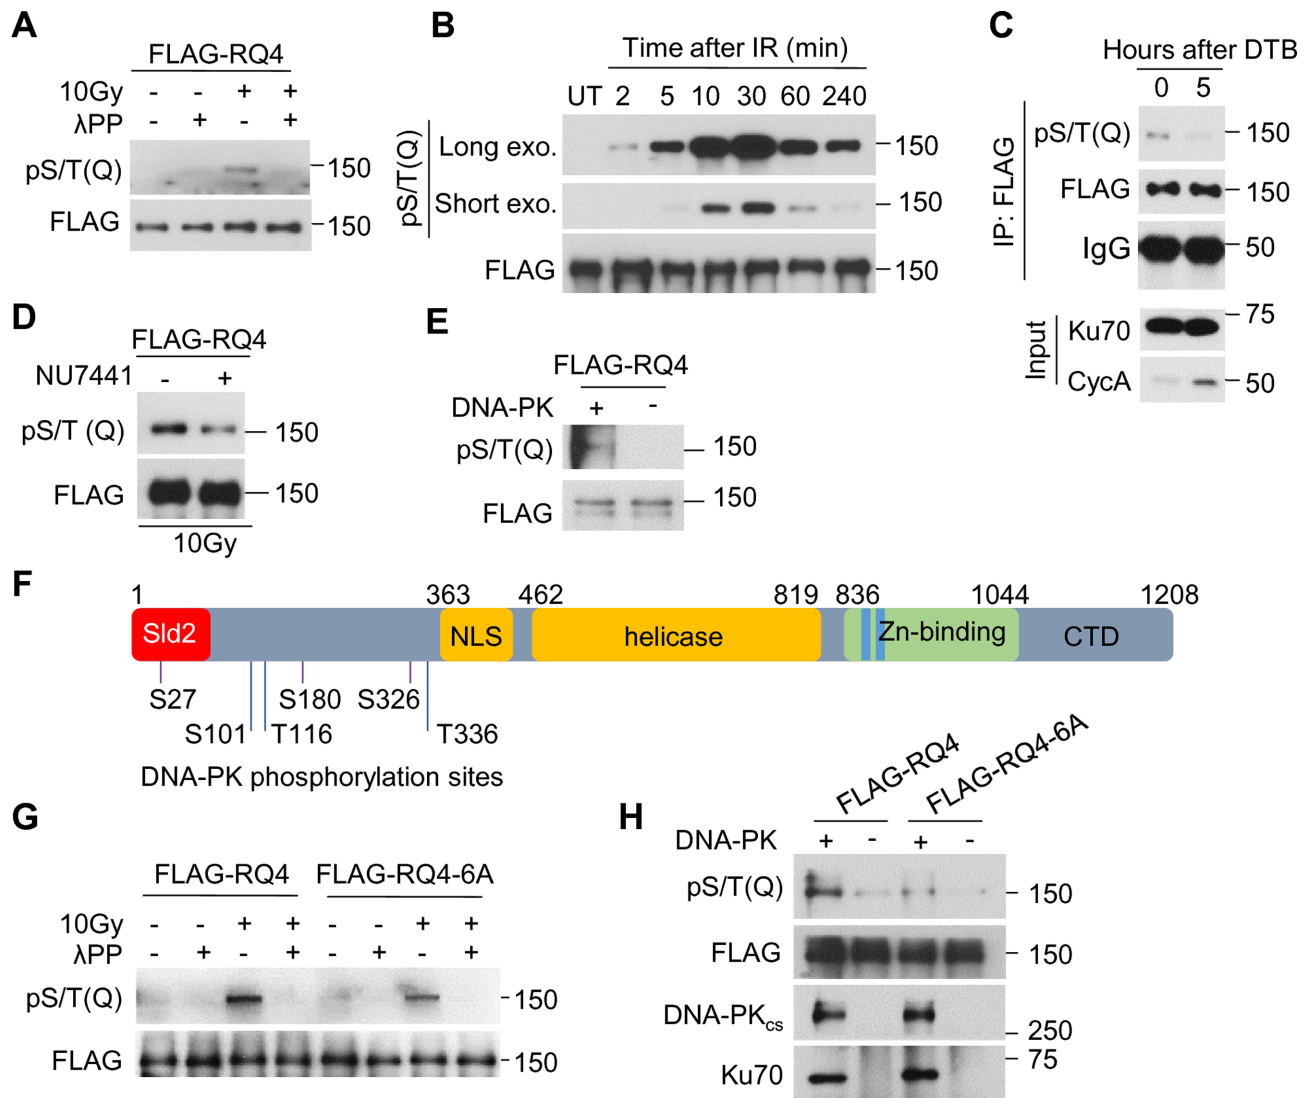 A
FLAG-RQ4
10Gy - - + +
λPP - + - +
pS/T(Q) 150
FLAG 150
B
Time after IR (min)
UT 2 5 10 30 60 240
pS/T(Q)
Long exo. 150
Short exo. 150
FLAG 150
C
Hours after DTB
0 5
IP: FLAG
pS/T(Q) 150
FLAG 150
IgG 50
Input
75
Ku70
CycA 50
D
FLAG-RQ4
NU7441 - +
pS/T (Q) 150
FLAG 150
10Gy
E
FLAG-RQ4
DNA-PK + -
pS/T(Q) 150
FLAG 150
F
1 363 462 819 836 1044 1208
Sld2 NLS helicase Zn-binding CTD
S27 S180 S326
S101 T116 T336
DNA-PK phosphorylation sites
G
FLAG-RQ4 FLAG-RQ4-6A
10Gy - - + + - - + +
λPP - + - + - + - +
pS/T(Q) 150
FLAG 150
H
FLAG-RQ4 FLAG-RQ4-6A
DNA-PK + - + -
pS/T(Q) 150
FLAG 150
DNA-PKcs 250
75
Ku70